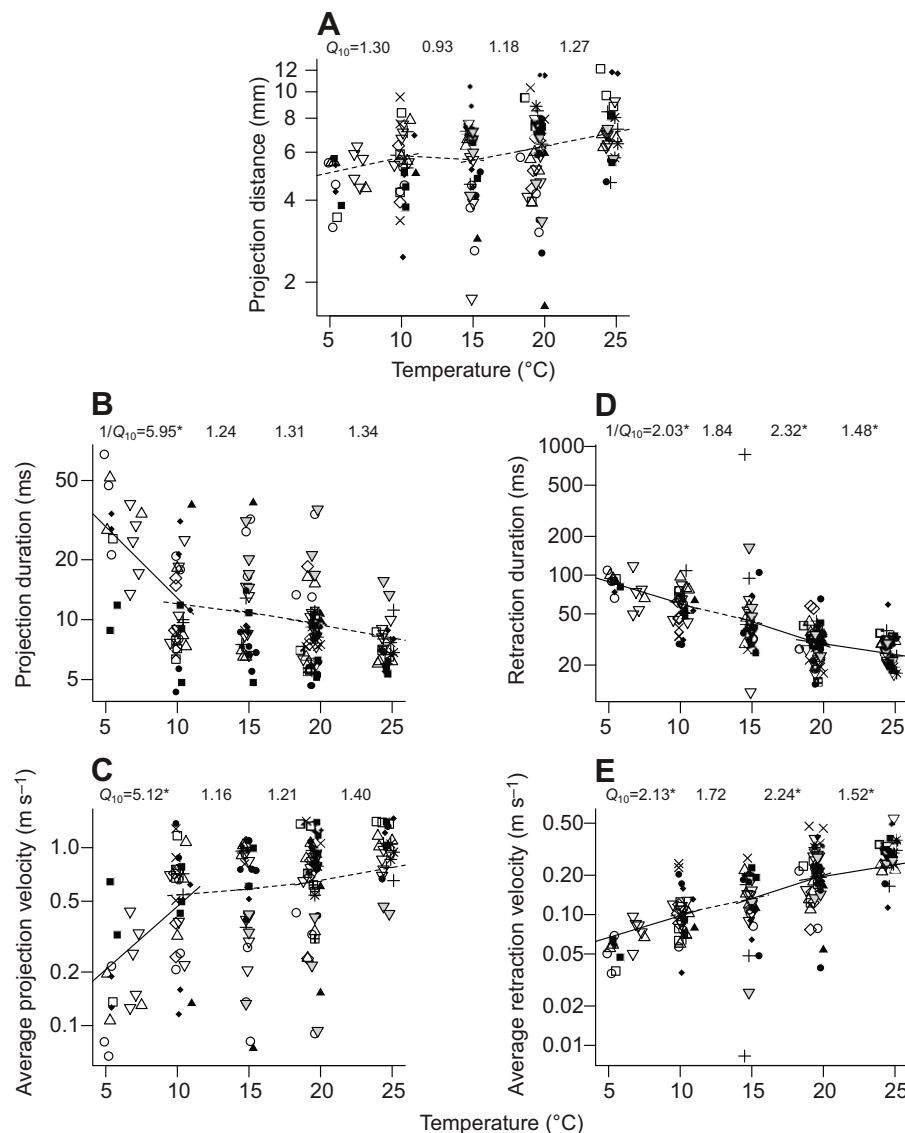 A
Q10=1.30 0.93 1.18 1.27
Projection distance (mm)
12
10
8
6
4
2
5 10 15 20 25
Temperature (°C)
B
1/Q10=5.95* 1.24 1.31 1.34
Projection duration (ms)
50
20
10
5
5 10 15 20 25
D
1/Q10=2.03* 1.84 2.32* 1.48*
Retraction duration (ms)
1000
500
100
50
20
5 10 15 20 25
C
Q10=5.12* 1.16 1.21 1.40
Average projection velocity (m s−1)
1.0
0.5
0.2
0.1
5 10 15 20 25
E
Q10=2.13* 1.72 2.24* 1.52*
Average retraction velocity (m s−1)
0.50
0.20
0.10
0.05
0.02
0.01
5 10 15 20 25
Temperature (°C)